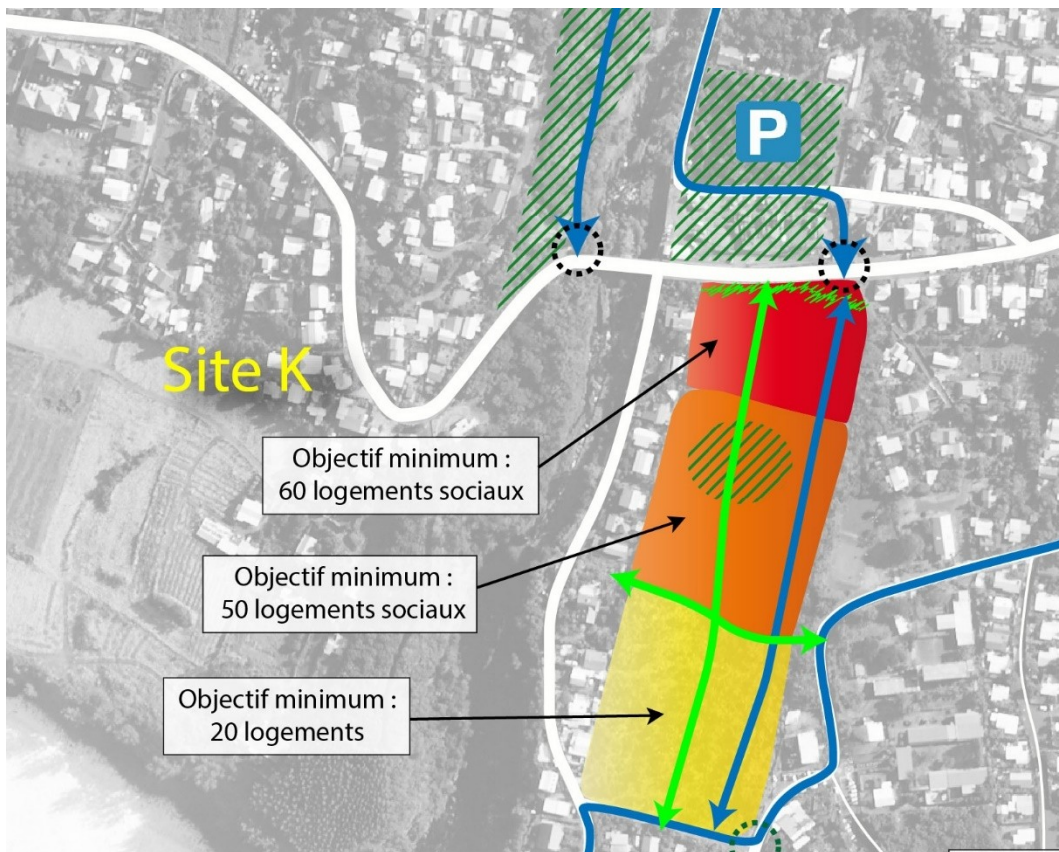 P
Site K
Objectif minimum :
60 logements sociaux
Objectif minimum :
50 logements sociaux
Objectif minimum :
20 logements